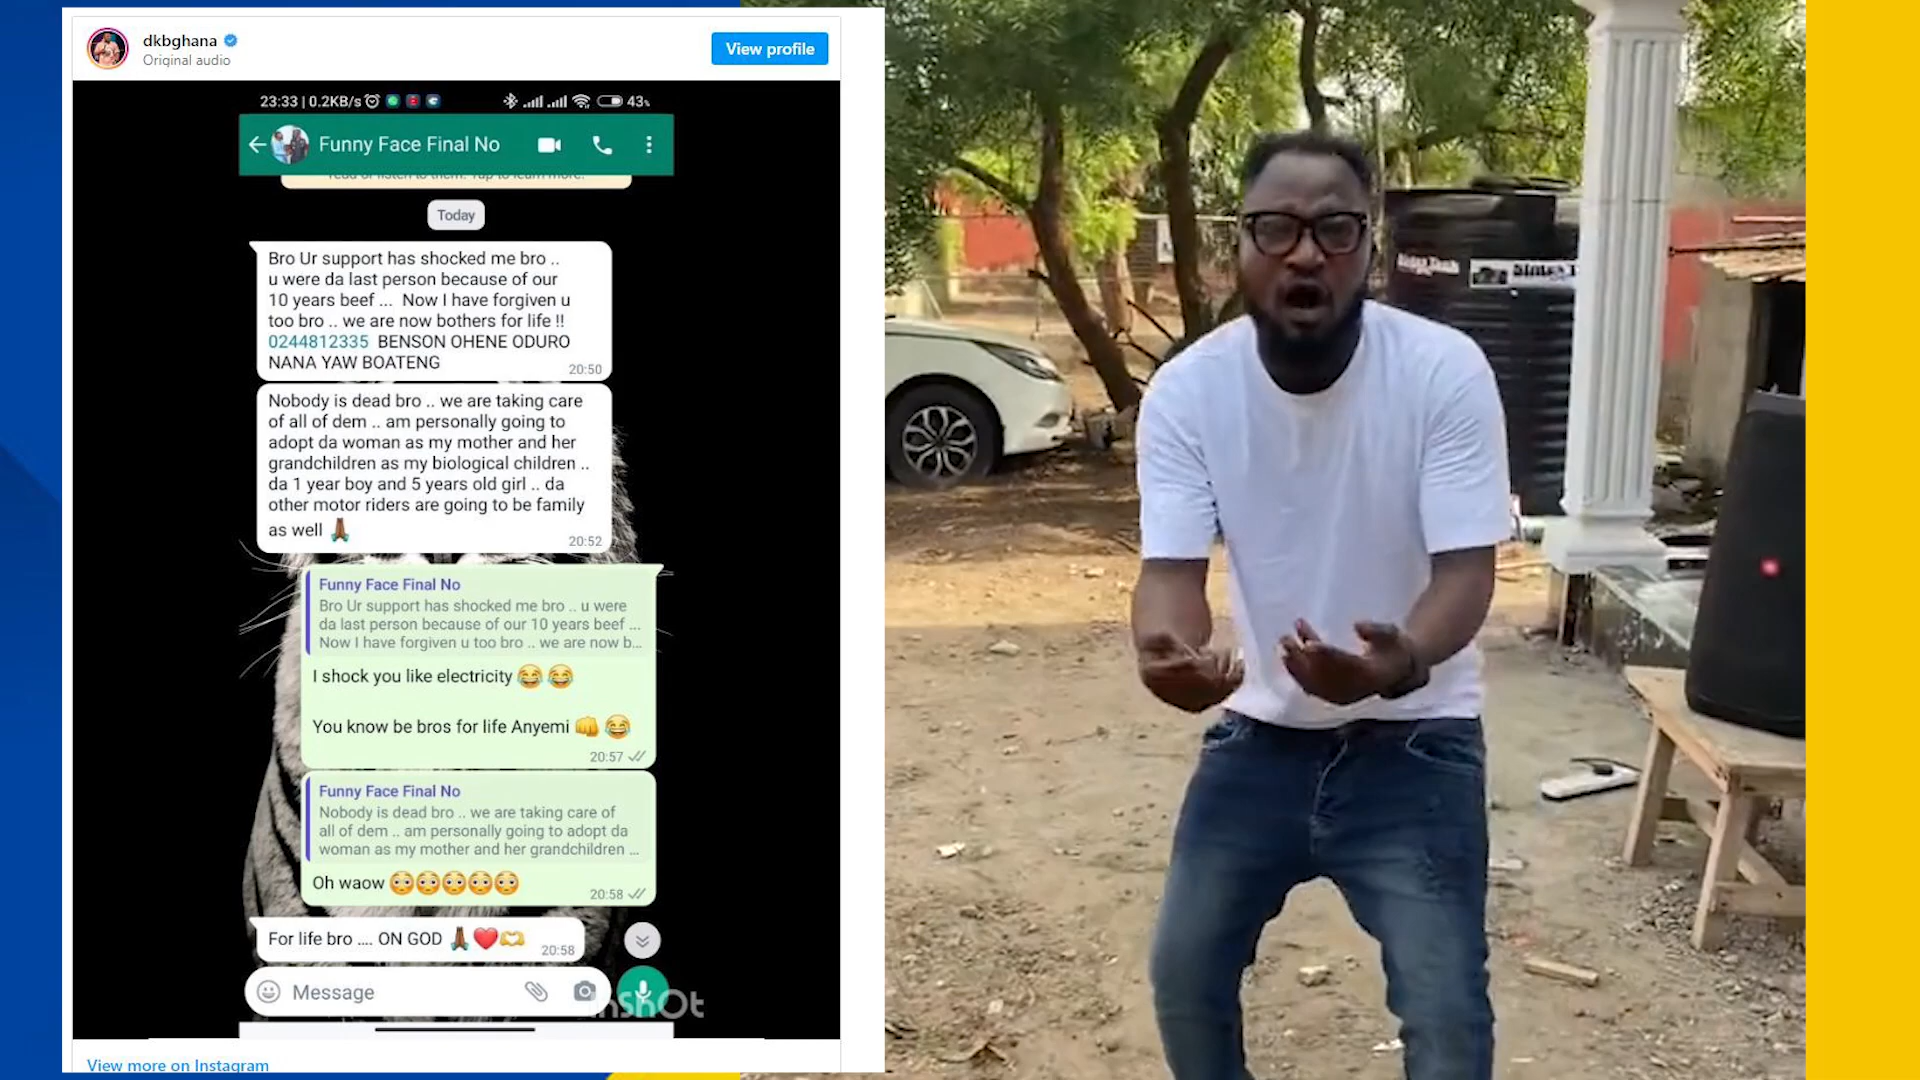 dkbghana
Original audio
View profile
23:33 | 0.2KB/s
43%
Funny Face Final No
read or listen to them. Tap to learn more.
Today
Bro Ur support has shocked me bro ..
u were da last person because of our
10 years beef ... Now I have forgiven u
too bro .. we are now bothers for life !!
0244812335 BENSON OHENE ODURO
NANA YAW BOATENG
20:50
Nobody is dead bro .. we are taking care
of all of dem .. am personally going to
adopt da woman as my mother and her
grandchildren as my biological children ..
da 1 year boy and 5 years old girl .. da
other motor riders are going to be family
as well 🙏🏾
20:52
Funny Face Final No
Bro Ur support has shocked me bro .. u were
da last person because of our 10 years beef ...
Now I have forgiven u too bro .. we are now b...
I shock you like electricity 😂 😂
You know be bros for life Anyemi 👊 😂
20:57
Funny Face Final No
Nobody is dead bro .. we are taking care of
all of dem .. am personally going to adopt da
woman as my mother and her grandchildren ...
Oh waow 😳😳😳😳😳
20:58
For life bro .... ON GOD 🙏🏾❤️🫶
20:58
Message
InShOt
View more on Instagram